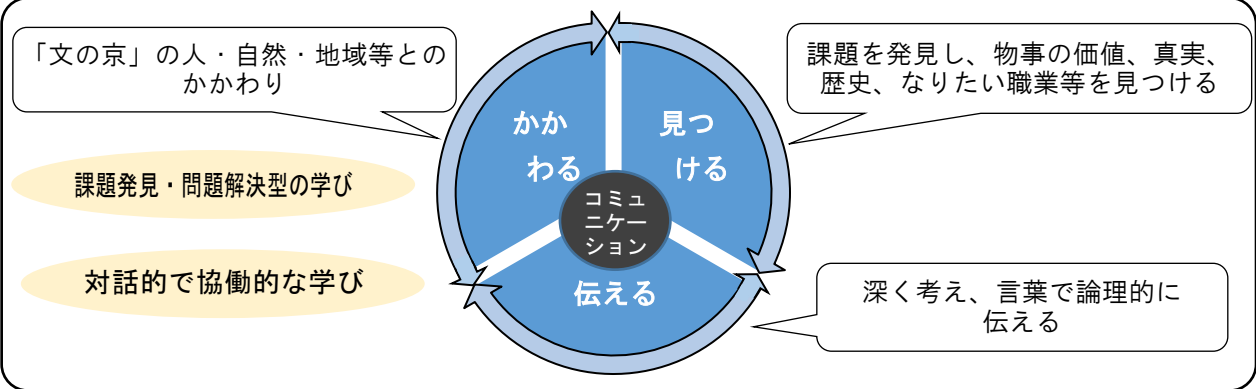 「文の京」の人・自然・地域等との
かかわり
課題を発見し、物事の価値、真実、
歴史、なりたい職業等を見つける
かか
わる
見つ
ける
コミュ
ニケー
ション
伝える
課題発見・問題解決型の学び
対話的で協働的な学び
深く考え、言葉で論理的に
伝える